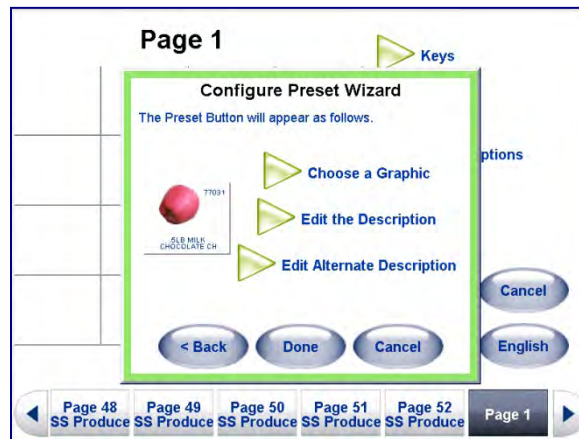 Page 1
Keys
Configure Preset Wizard
The Preset Button will appear as follows.
ptions
Choose a Graphic
77031
Edit the Description
.5LB MILK
CHOCOLATE CH
Edit Alternate Description
Cancel
< Back
Done
Cancel
English
Page 48
SS Produce
Page 49
SS Produce
Page 50
SS Produce
Page 51
SS Produce
Page 52
SS Produce
Page 1